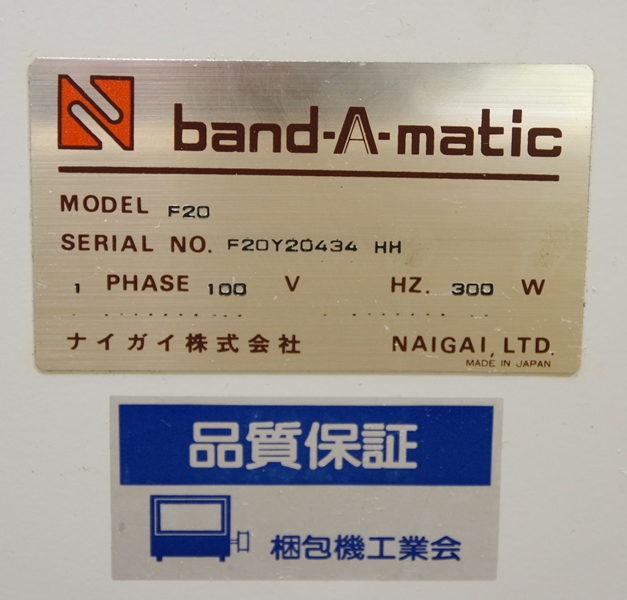 N band-A-matic
MODEL F20
SERIAL NO. F20Y20434 HH
1 PHASE 100 V HZ. 300 W
ナイガイ株式会社 NAIGAI, LTD.
MADE IN JAPAN
品質保証
梱包機工業会